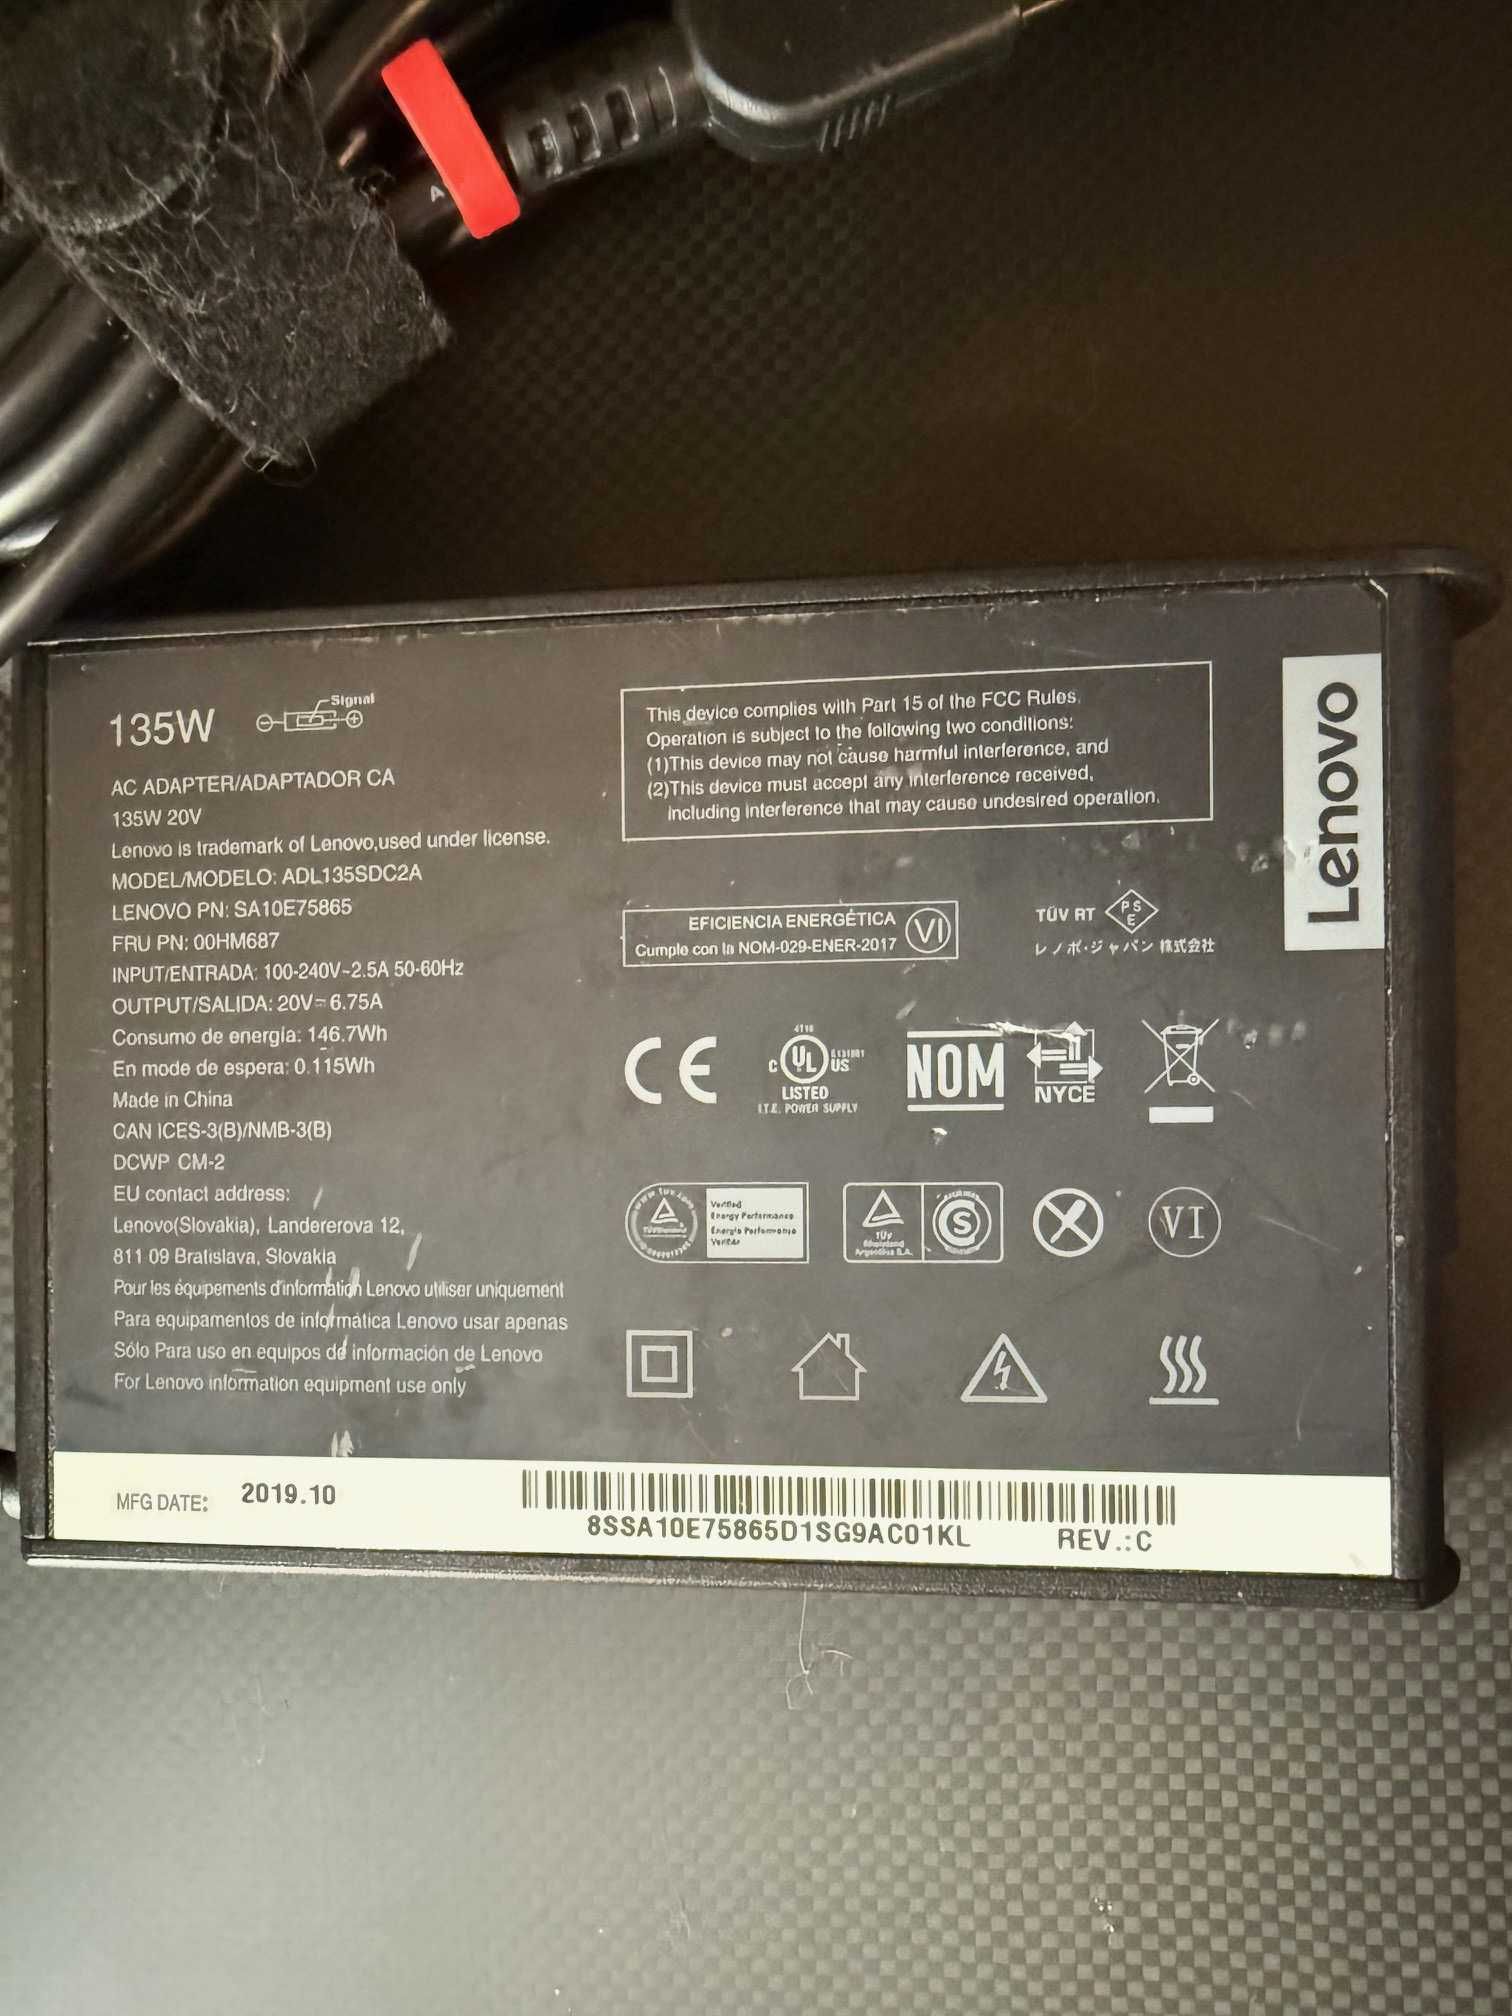 A
135W
Signal
AC ADAPTER/ADAPTADOR CA
135W 20V
Lenovo is trademark of Lenovo,used under license.
MODEL/MODELO: ADL135SDC2A
LENOVO PN: SA10E75865
FRU PN: 00HM687
INPUT/ENTRADA: 100-240V~2.5A 50-60Hz
OUTPUT/SALIDA: 20V⎓6.75A
Consumo de energía: 146.7Wh
En mode de espera: 0.115Wh
Made in China
CAN ICES-3(B)/NMB-3(B)
DCWP CM-2
EU contact address:
Lenovo(Slovakia), Landererova 12,
811 09 Bratislava, Slovakia
Pour les équipements d'information Lenovo utiliser uniquement
Para equipamentos de informática Lenovo usar apenas
Sólo Para uso en equipos de información de Lenovo
For Lenovo information equipment use only
This device complies with Part 15 of the FCC Rules.
Operation is subject to the following two conditions:
(1)This device may not cause harmful interference, and
(2)This device must accept any interference received,
including interference that may cause undesired operation.
EFICIENCIA ENERGÉTICA
Cumple con la NOM-029-ENER-2017
VI
TÜV RT
PS
E
レノボ・ジャパン 株式会社
CE
4116
c UL US
LISTED
I.T.E. POWER SUPPLY
NOM
NYCE
Verified
Energy Performance
TÜV
Argentina S.A.
S
VI
Lenovo
MFG DATE: 2019.10
8SSA10E75865D1SG9AC01KL
REV.:C